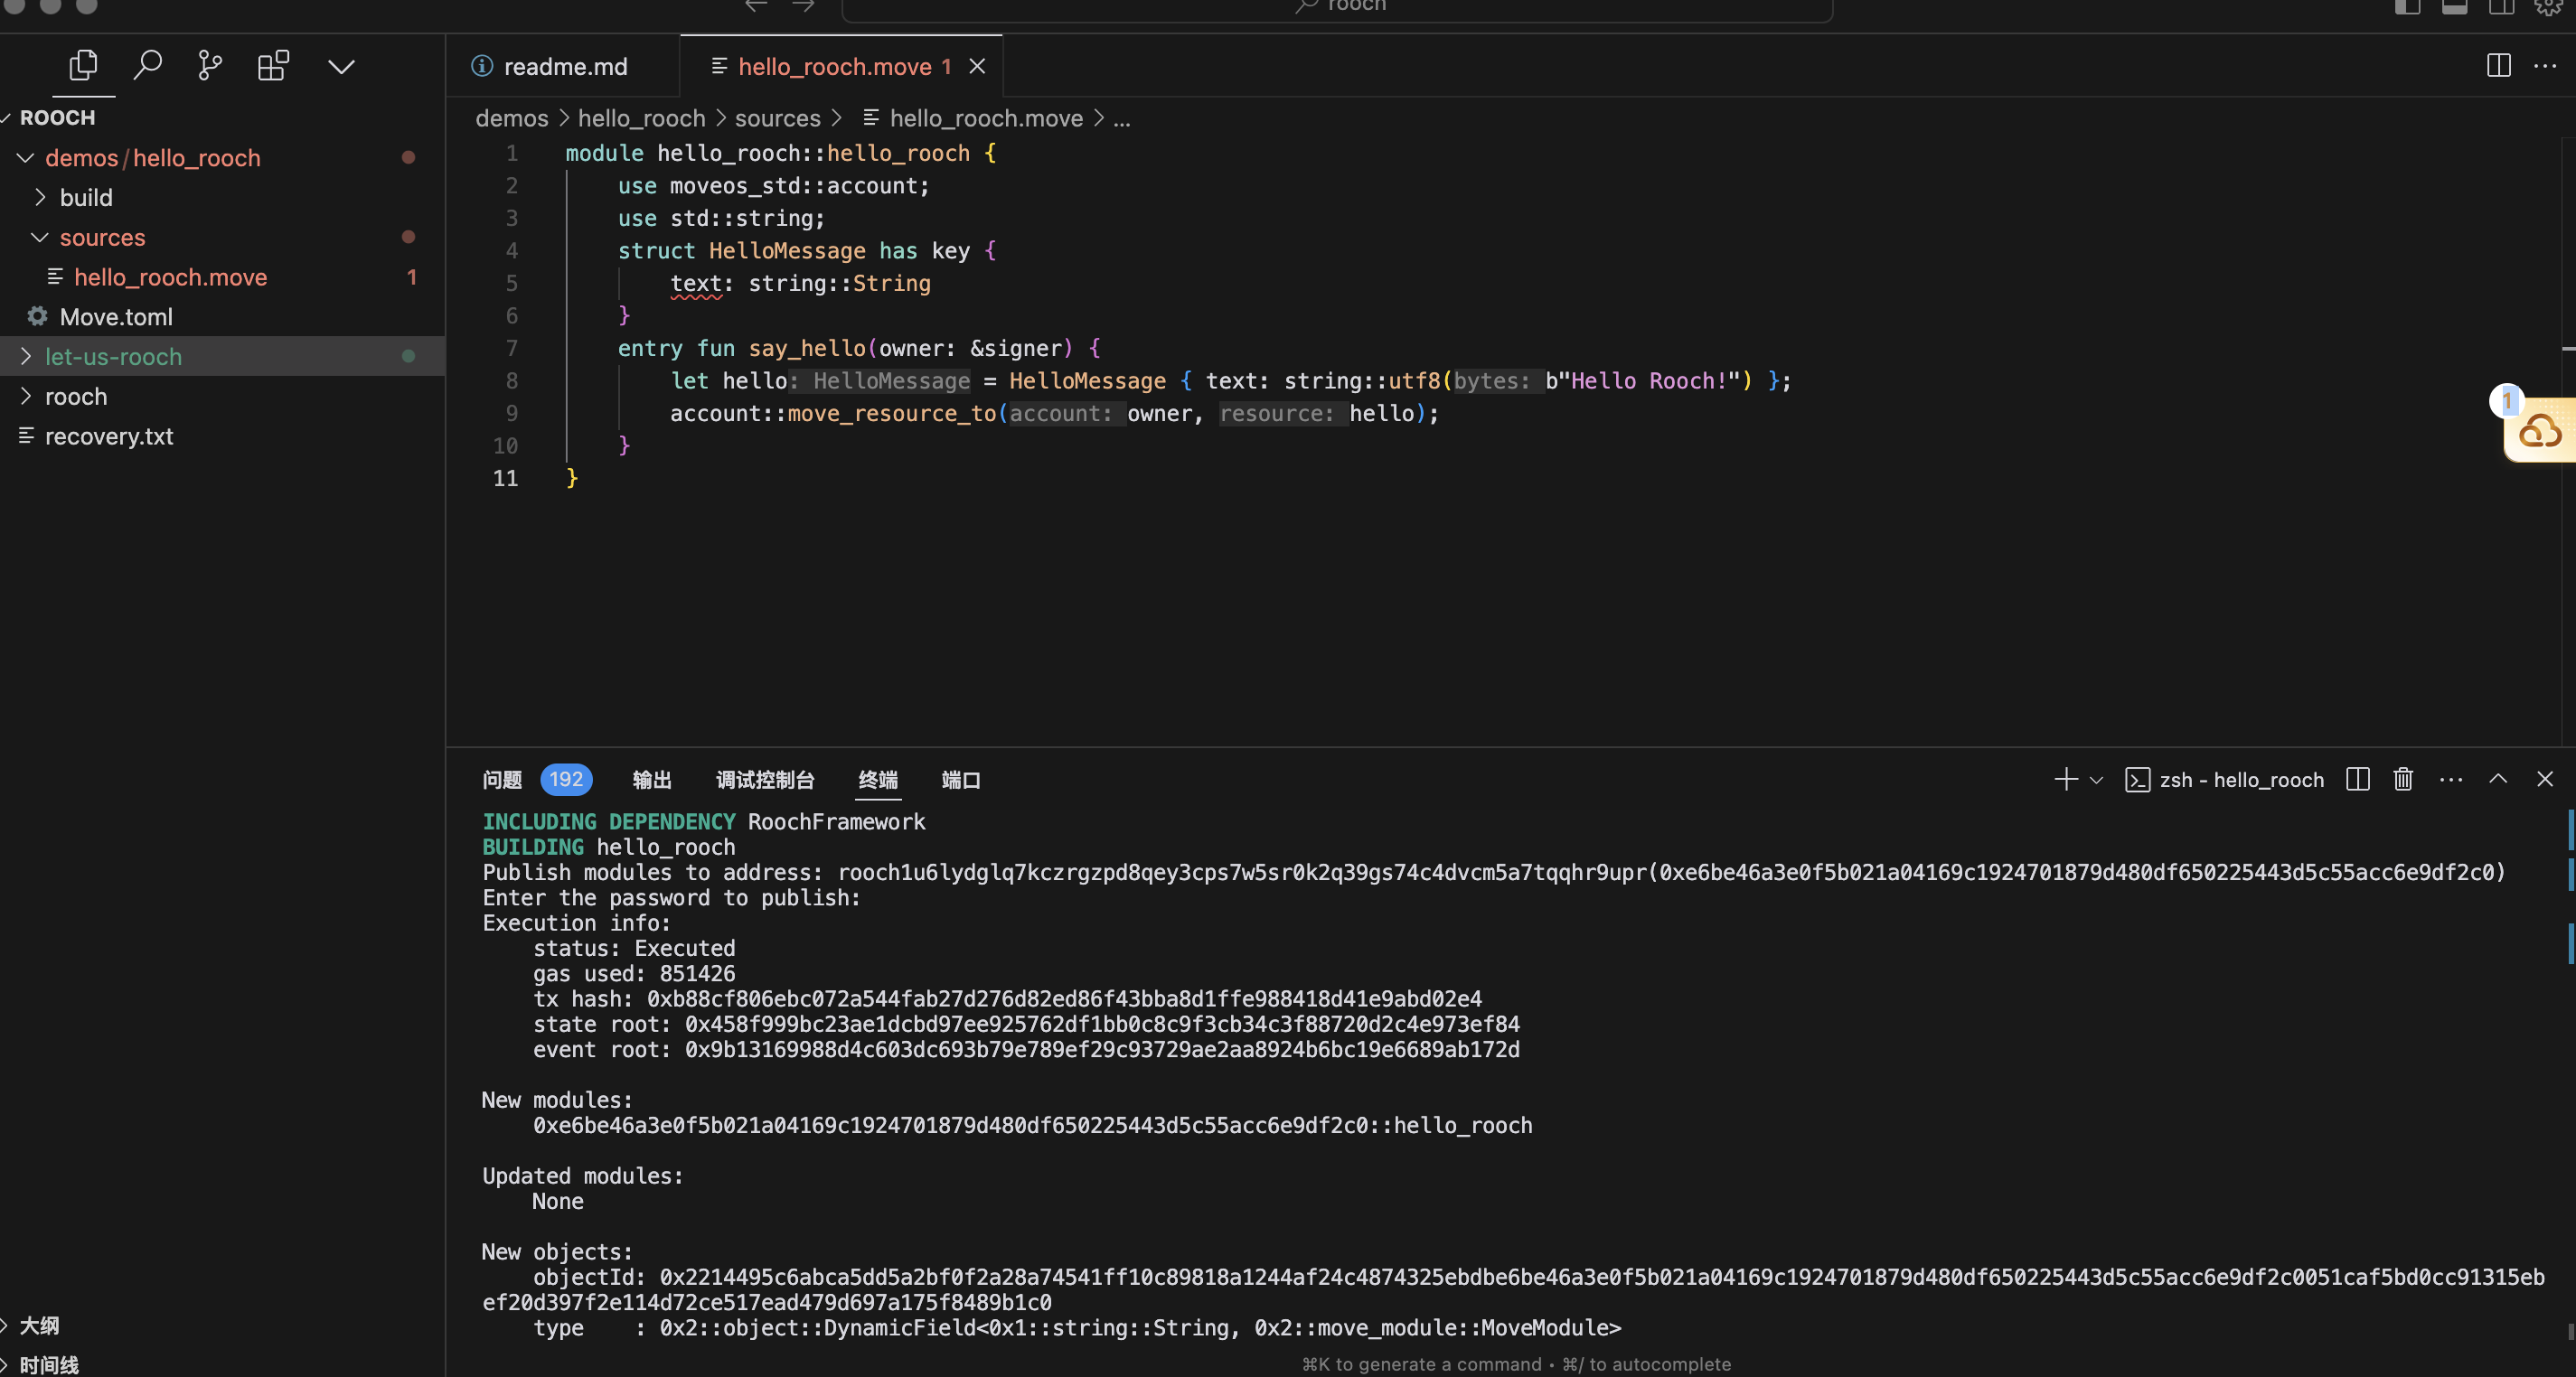 rooch
readme.md
hello_rooch.move 1
ROOCH
demos/hello_rooch
build
sources
hello_rooch.move 1
Move.toml
let-us-rooch
rooch
recovery.txt
大纲
时间线
demos > hello_rooch > sources > hello_rooch.move > ...
1 module hello_rooch::hello_rooch {
2 use moveos_std::account;
3 use std::string;
4 struct HelloMessage has key {
5 text: string::String
6 }
7 entry fun say_hello(owner: &signer) {
8 let hello: HelloMessage = HelloMessage { text: string::utf8(bytes: b"Hello Rooch!") };
9 account::move_resource_to(account: owner, resource: hello);
10 }
11 }
1
问题 192 输出 调试控制台 终端 端口
zsh - hello_rooch
INCLUDING DEPENDENCY RoochFramework
BUILDING hello_rooch
Publish modules to address: rooch1u6lydglq7kczrgzpd8qey3cps7w5sr0k2q39gs74c4dvcm5a7tqqhr9upr(0xe6be46a3e0f5b021a04169c1924701879d480df650225443d5c55acc6e9df2c0)
Enter the password to publish:
Execution info:
status: Executed
gas used: 851426
tx hash: 0xb88cf806ebc072a544fab27d276d82ed86f43bba8d1ffe988418d41e9abd02e4
state root: 0x458f999bc23ae1dcbd97ee925762df1bb0c8c9f3cb34c3f88720d2c4e973ef84
event root: 0x9b13169988d4c603dc693b79e789ef29c93729ae2aa8924b6bc19e6689ab172d
New modules:
0xe6be46a3e0f5b021a04169c1924701879d480df650225443d5c55acc6e9df2c0::hello_rooch
Updated modules:
None
New objects:
objectId: 0x2214495c6abca5dd5a2bf0f2a28a74541ff10c89818a1244af24c4874325ebdbe6be46a3e0f5b021a04169c1924701879d480df650225443d5c55acc6e9df2c0051caf5bd0cc91315eb
ef20d397f2e114d72ce517ead479d697a175f8489b1c0
type : 0x2::object::DynamicField<0x1::string::String, 0x2::move_module::MoveModule>
⌘K to generate a command • ⌘/ to autocomplete